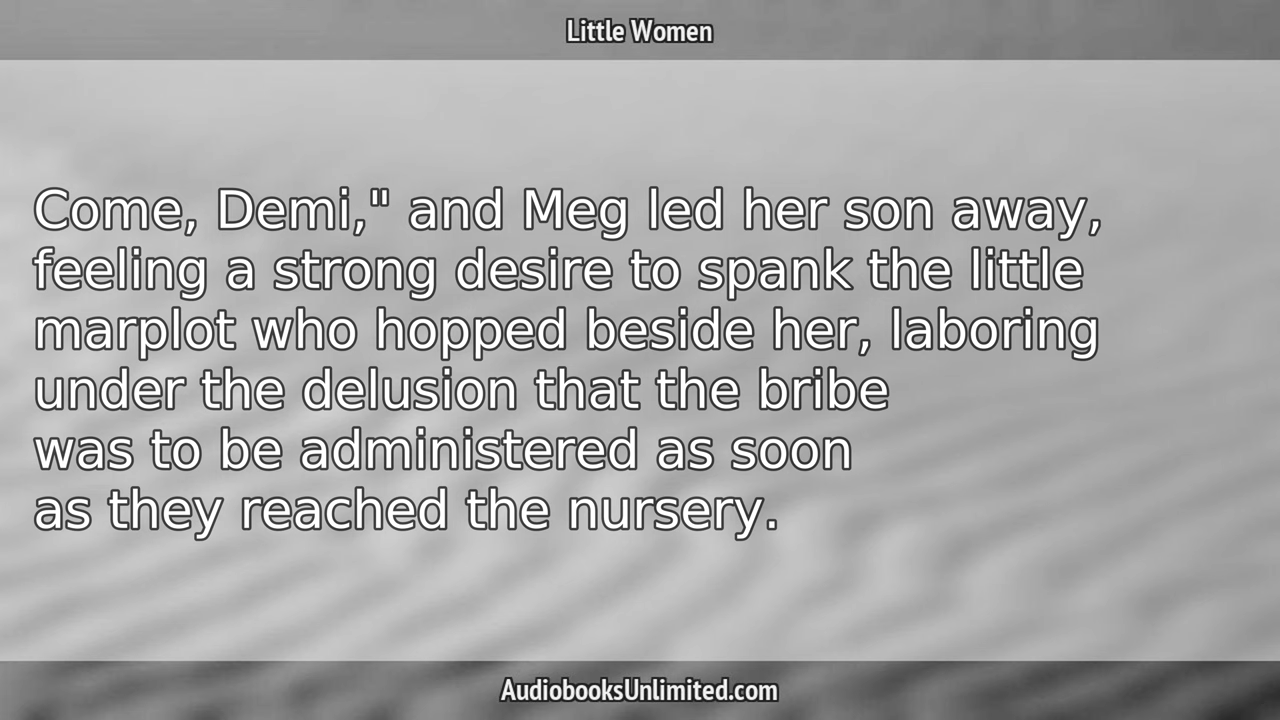 Little Women
Come, Demi," and Meg led her son away,
feeling a strong desire to spank the little
marplot who hopped beside her, laboring
under the delusion that the bribe
was to be administered as soon
as they reached the nursery.
AudiobooksUnlimited.com